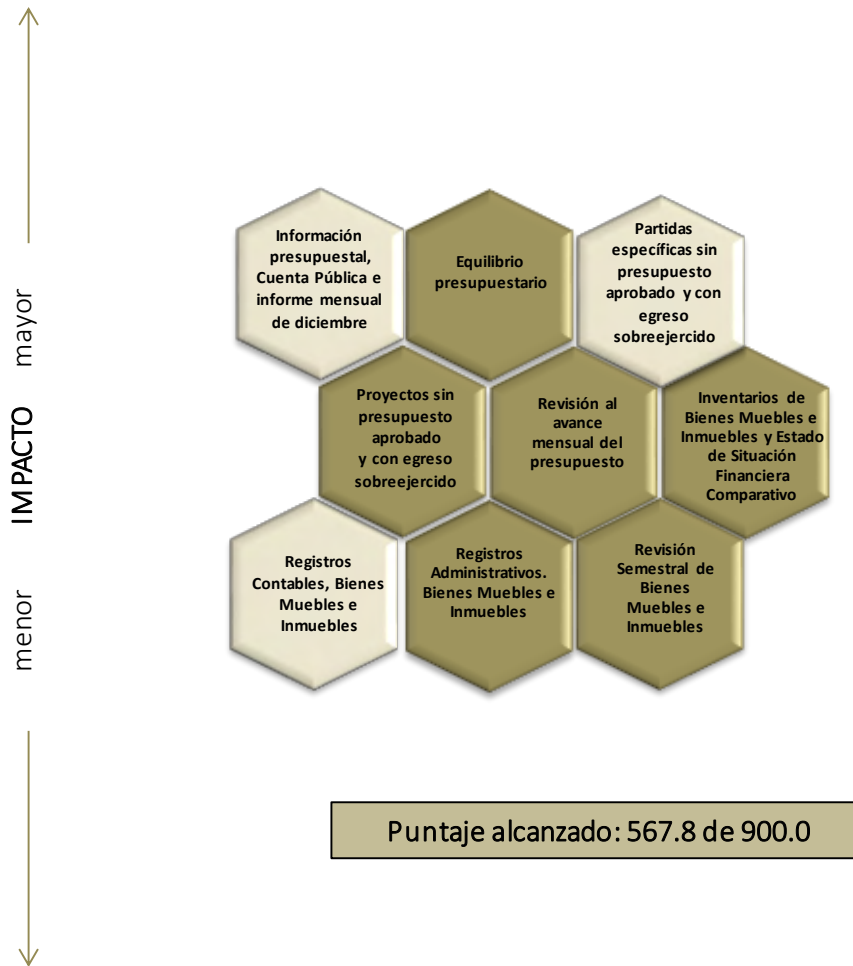 mayor
IMPACTO
menor
Información
presupuestal,
Cuenta Pública e
informe mensual
de diciembre
Equilibrio
presupuestario
Partidas
específicas sin
presupuesto
aprobado y con
egreso
sobreejercido
Proyectos sin
presupuesto
aprobado
y con egreso
sobreejercido
Revisión al
avance
mensual del
presupuesto
Inventarios de
Bienes Muebles e
Inmuebles y Estado
de Situación
Financiera
Comparativo
Registros
Contables, Bienes
Muebles e
Inmuebles
Registros
Administrativos.
Bienes Muebles e
Inmuebles
Revisión
Semestral de
Bienes
Muebles e
Inmuebles
Puntaje alcanzado: 567.8 de 900.0